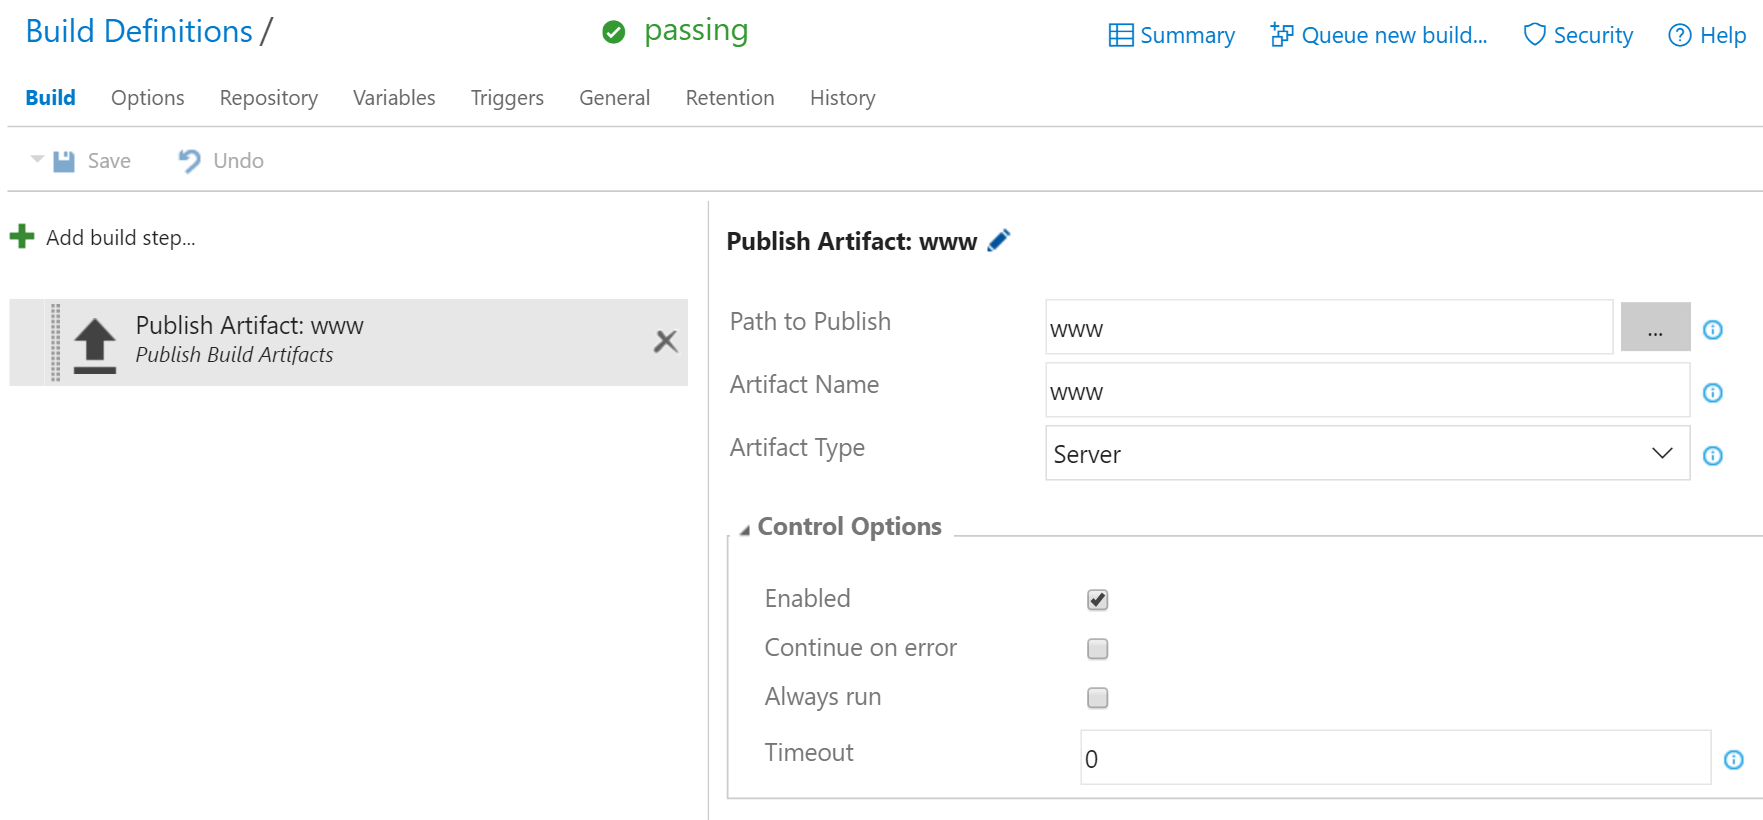 Build Definitions /
passing
Summary
Queue new build...
Security
Help
Build
Options
Repository
Variables
Triggers
General
Retention
History
Save
Undo
Add build step...
Publish Artifact: www
Publish Build Artifacts
Publish Artifact: www
Path to Publish
www
...
Artifact Name
www
Artifact Type
Server
Control Options
Enabled
Continue on error
Always run
Timeout
0